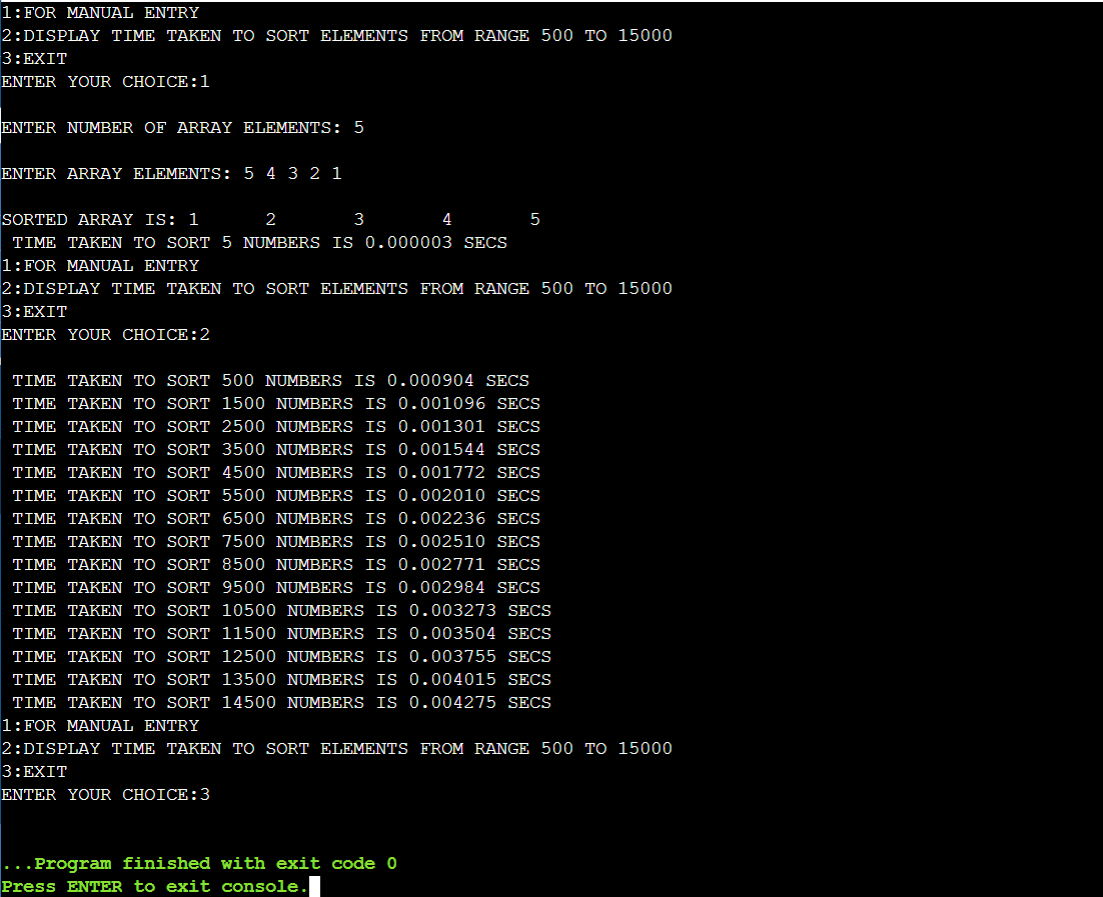 1:FOR MANUAL ENTRY
2:DISPLAY TIME TAKEN TO SORT ELEMENTS FROM RANGE 500 TO 15000
3:EXIT
ENTER YOUR CHOICE:1
ENTER NUMBER OF ARRAY ELEMENTS: 5
ENTER ARRAY ELEMENTS: 5 4 3 2 1
SORTED ARRAY IS: 1      2       3       4       5
 TIME TAKEN TO SORT 5 NUMBERS IS 0.000003 SECS
1:FOR MANUAL ENTRY
2:DISPLAY TIME TAKEN TO SORT ELEMENTS FROM RANGE 500 TO 15000
3:EXIT
ENTER YOUR CHOICE:2
 TIME TAKEN TO SORT 500 NUMBERS IS 0.000904 SECS
 TIME TAKEN TO SORT 1500 NUMBERS IS 0.001096 SECS
 TIME TAKEN TO SORT 2500 NUMBERS IS 0.001301 SECS
 TIME TAKEN TO SORT 3500 NUMBERS IS 0.001544 SECS
 TIME TAKEN TO SORT 4500 NUMBERS IS 0.001772 SECS
 TIME TAKEN TO SORT 5500 NUMBERS IS 0.002010 SECS
 TIME TAKEN TO SORT 6500 NUMBERS IS 0.002236 SECS
 TIME TAKEN TO SORT 7500 NUMBERS IS 0.002510 SECS
 TIME TAKEN TO SORT 8500 NUMBERS IS 0.002771 SECS
 TIME TAKEN TO SORT 9500 NUMBERS IS 0.002984 SECS
 TIME TAKEN TO SORT 10500 NUMBERS IS 0.003273 SECS
 TIME TAKEN TO SORT 11500 NUMBERS IS 0.003504 SECS
 TIME TAKEN TO SORT 12500 NUMBERS IS 0.003755 SECS
 TIME TAKEN TO SORT 13500 NUMBERS IS 0.004015 SECS
 TIME TAKEN TO SORT 14500 NUMBERS IS 0.004275 SECS
1:FOR MANUAL ENTRY
2:DISPLAY TIME TAKEN TO SORT ELEMENTS FROM RANGE 500 TO 15000
3:EXIT
ENTER YOUR CHOICE:3
...Program finished with exit code 0
Press ENTER to exit console.